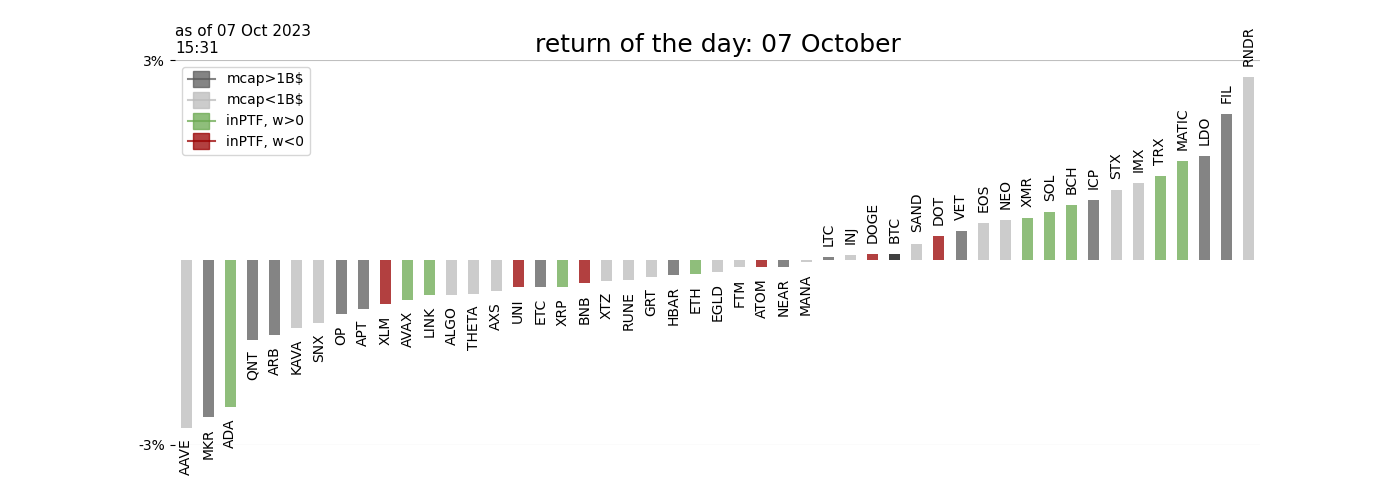 as of 07 Oct 2023
15:31
return of the day: 07 October
3%
-3%
mcap>1B$
mcap<1B$
inPTF, w>0
inPTF, w<0
AAVE
MKR
ADA
QNT
ARB
KAVA
SNX
OP
APT
XLM
AVAX
LINK
ALGO
THETA
AXS
UNI
ETC
XRP
BNB
XTZ
RUNE
GRT
HBAR
ETH
EGLD
FTM
ATOM
NEAR
MANA
LTC
INJ
DOGE
BTC
SAND
DOT
VET
EOS
NEO
XMR
SOL
BCH
ICP
STX
IMX
TRX
MATIC
LDO
FIL
RNDR